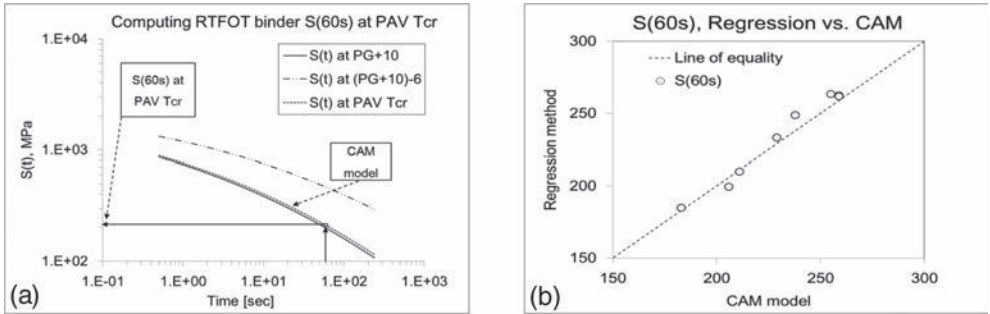 Computing RTFOT binder S(60s) at PAV Tcr
1.E+04
1.E+03
1.E+02
S(t), MPa
S(60s) at
PAV Tcr
S(t) at PG+10
S(t) at (PG+10)-6
S(t) at PAV Tcr
CAM
model
1.E-01 1.E+00 1.E+01 1.E+02 1.E+03
Time [sec]
(a)
S(60s), Regression vs. CAM
300
250
200
150
Regression method
Line of equality
S(60s)
150 200 250 300
CAM model
(b)